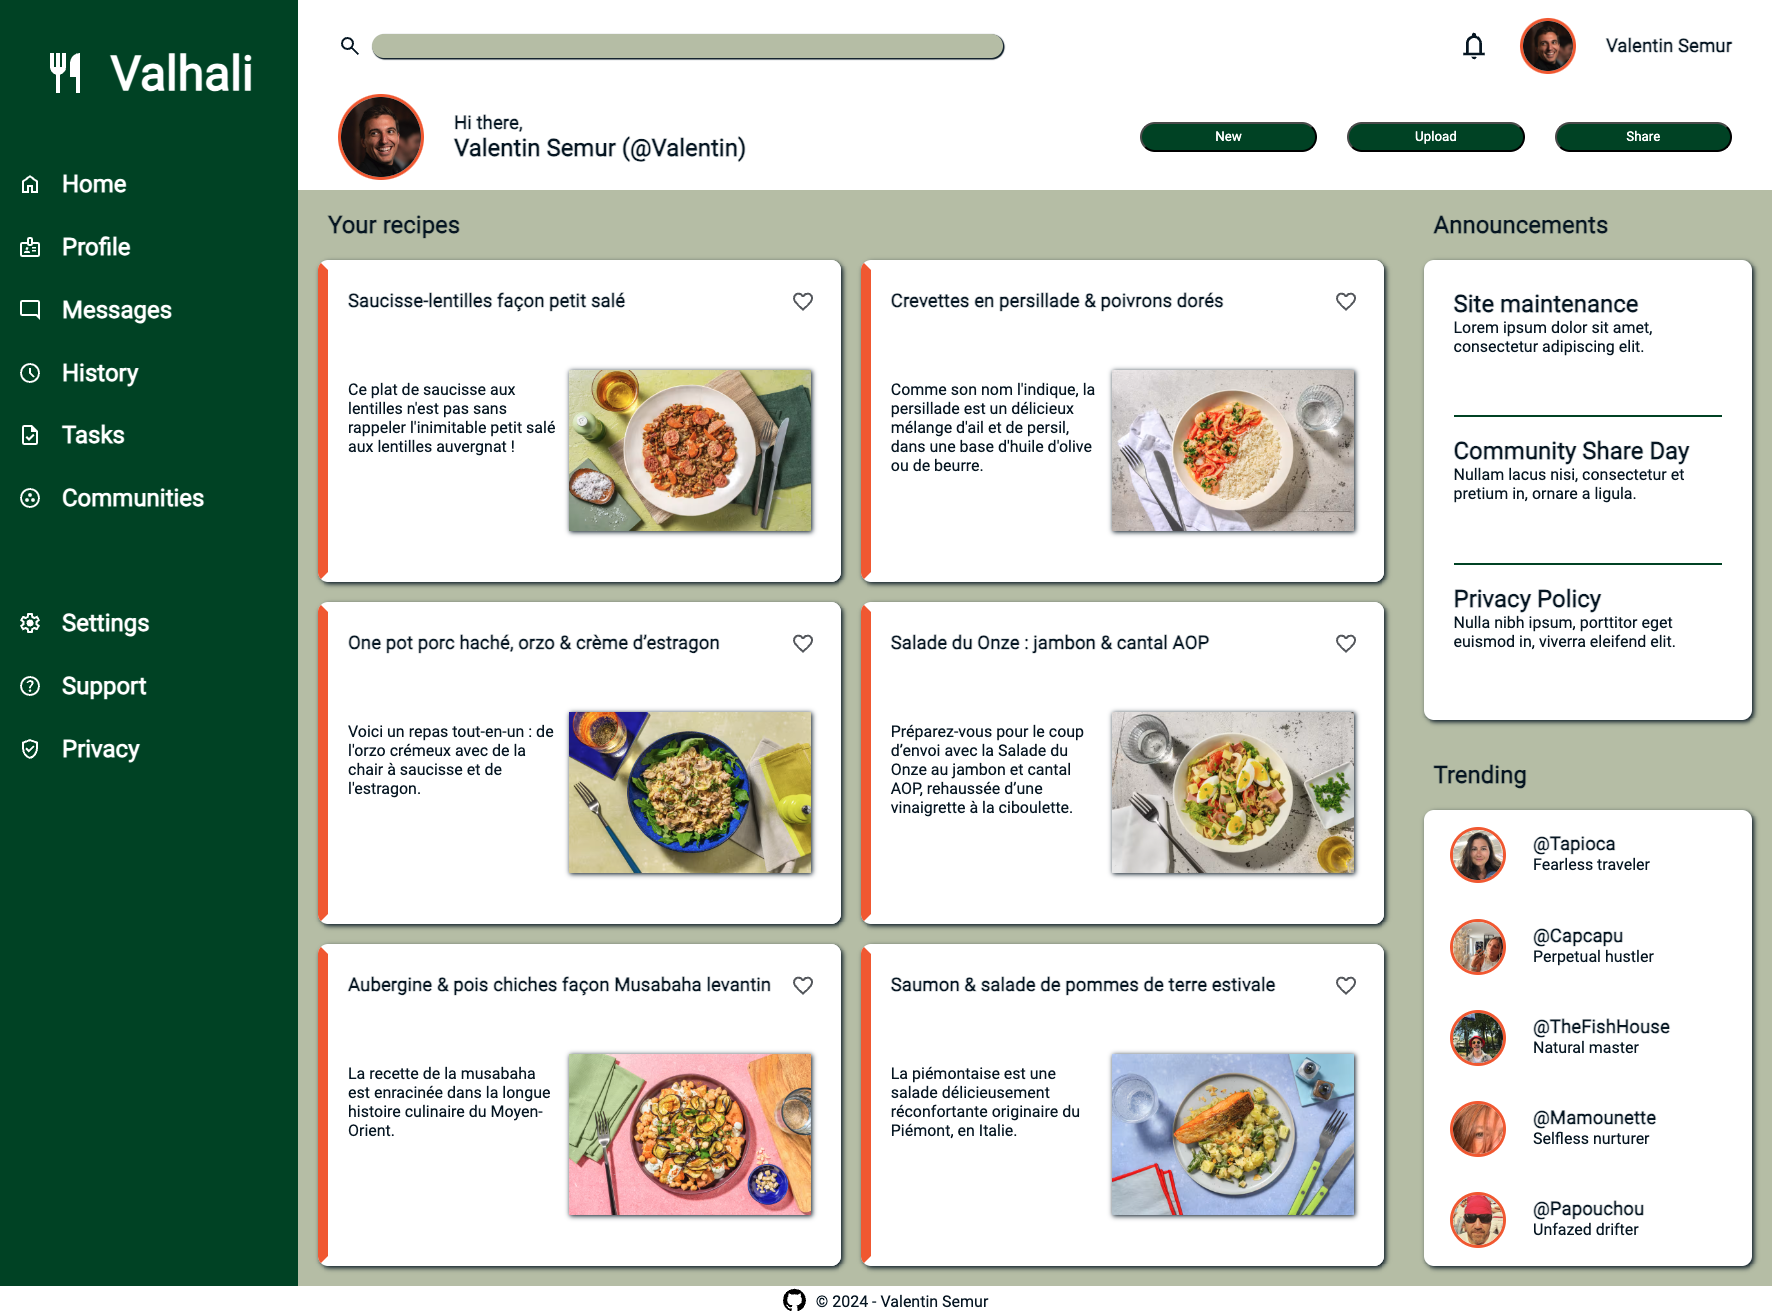 Valhali
Home
Profile
Messages
History
Tasks
Communities
Settings
Support
Privacy
Valentin Semur
Hi there,
Valentin Semur (@Valentin)
New
Upload
Share
Your recipes
Saucisse-lentilles façon petit salé
Ce plat de saucisse aux
lentilles n'est pas sans
rappeler l'inimitable petit salé
aux lentilles auvergnat !
Crevettes en persillade & poivrons dorés
Comme son nom l'indique, la
persillade est un délicieux
mélange d'ail et de persil,
dans une base d'huile d'olive
ou de beurre.
One pot porc haché, orzo & crème d’estragon
Voici un repas tout-en-un : de
l'orzo crémeux avec de la
chair à saucisse et de
l'estragon.
Salade du Onze : jambon & cantal AOP
Préparez-vous pour le coup
d’envoi avec la Salade du
Onze au jambon et cantal
AOP, rehaussée d’une
vinaigrette à la ciboulette.
Aubergine & pois chiches façon Musabaha levantin
La recette de la musabaha
est enracinée dans la longue
histoire culinaire du Moyen-
Orient.
Saumon & salade de pommes de terre estivale
La piémontaise est une
salade délicieusement
réconfortante originaire du
Piémont, en Italie.
Announcements
Site maintenance
Lorem ipsum dolor sit amet,
consectetur adipiscing elit.
Community Share Day
Nullam lacus nisi, consectetur et
pretium in, ornare a ligula.
Privacy Policy
Nulla nibh ipsum, porttitor eget
euismod in, viverra eleifend elit.
Trending
@Tapioca
Fearless traveler
@Capcapu
Perpetual hustler
@TheFishHouse
Natural master
@Mamounette
Selfless nurturer
@Papouchou
Unfazed drifter
© 2024 - Valentin Semur